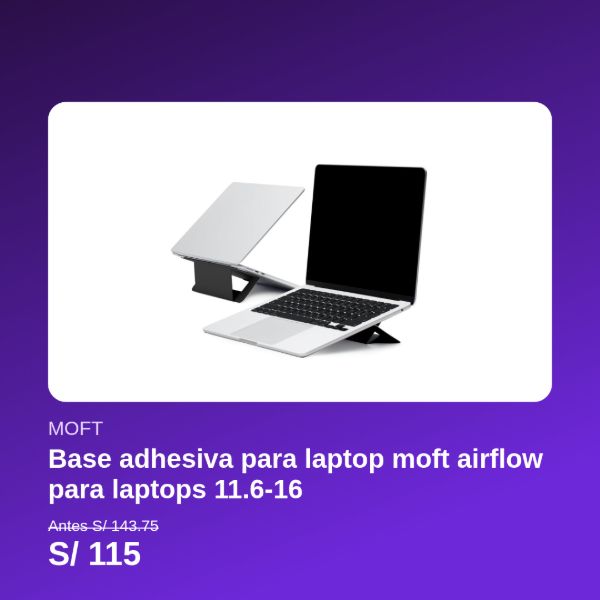 MOFT
Base adhesiva para laptop moft airflow
para laptops 11.6-16
Antes S/ 143.75
S/ 115